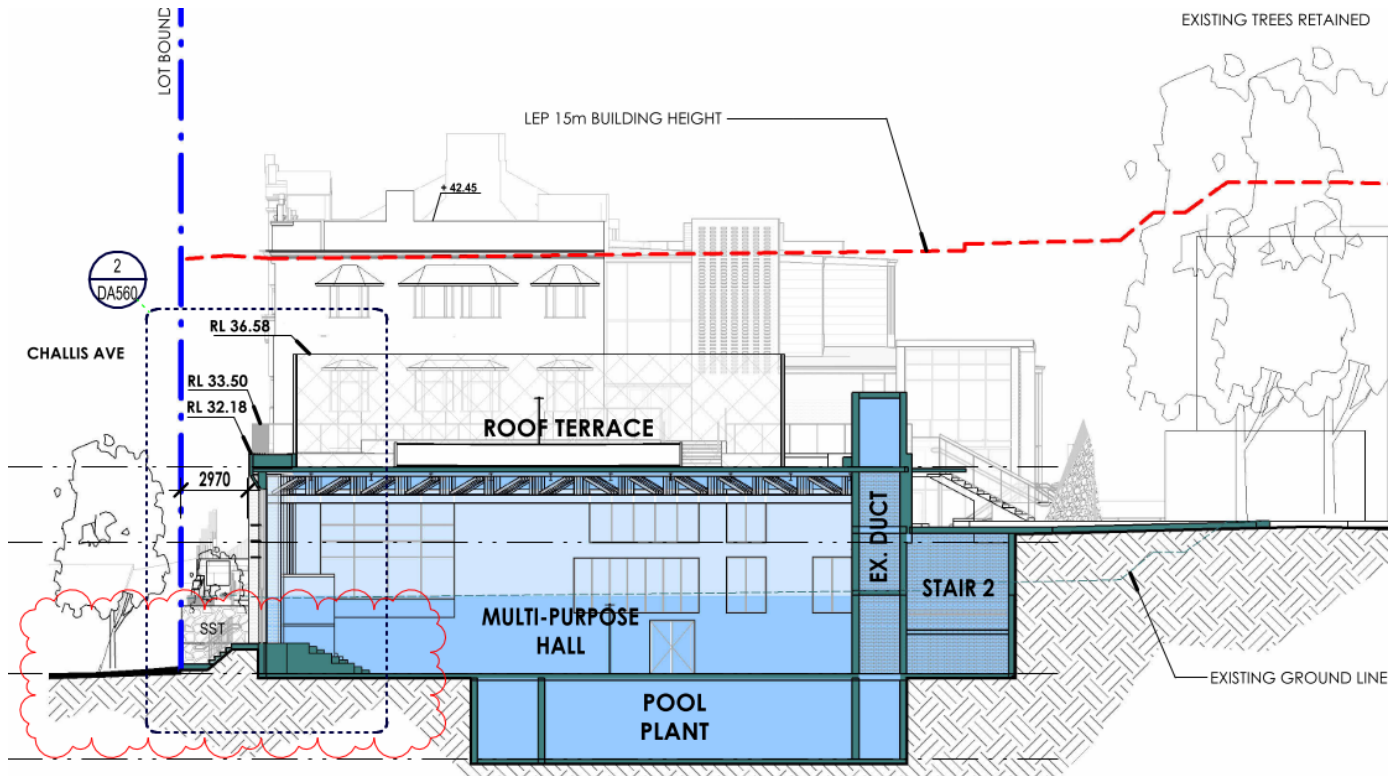 LOT BOUND
EXISTING TREES RETAINED
LEP 15m BUILDING HEIGHT
+ 42.45
2
DA560
RL 36.58
CHALLIS AVE
RL 33.50
RL 32.18
ROOF TERRACE
2970
EX. DUCT
STAIR 2
MULTI-PURPOSE
HALL
SST
EXISTING GROUND LINE
POOL
PLANT